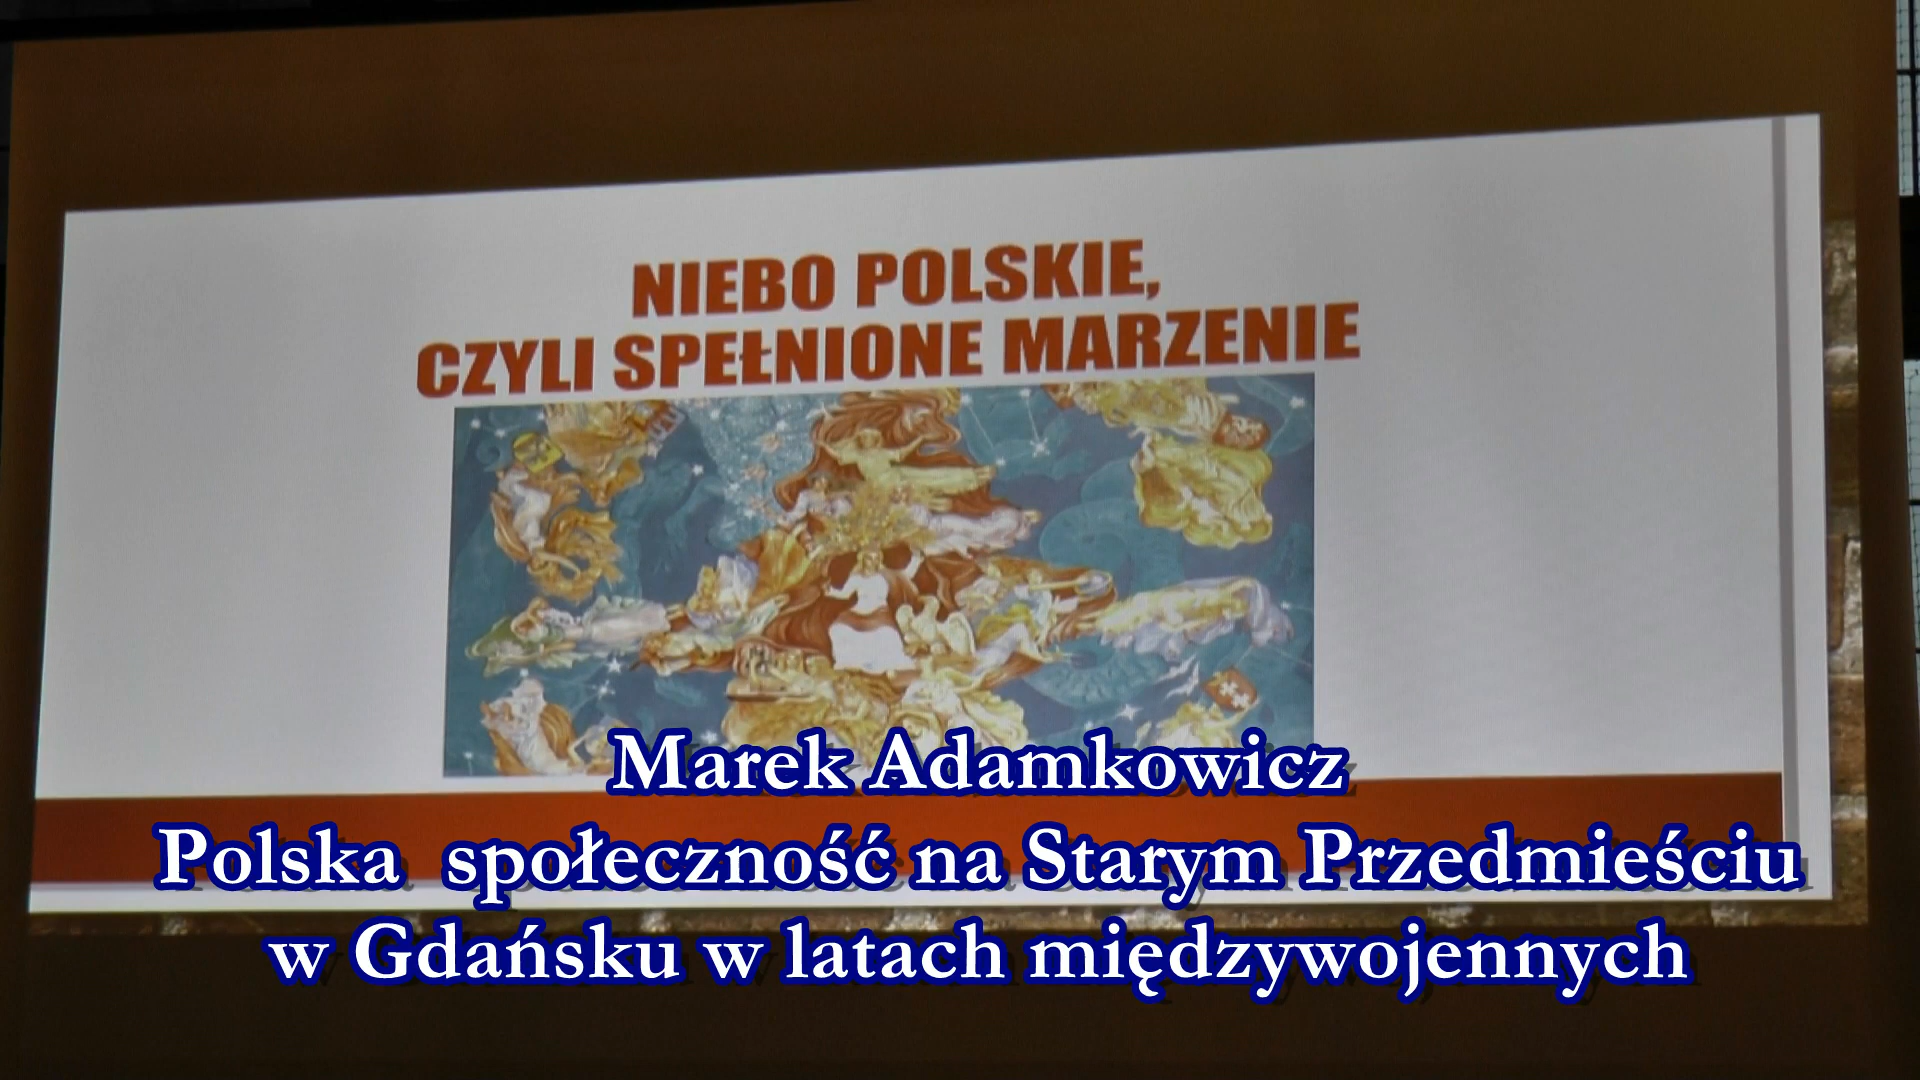 NIEBO POLSKIE,
CZYLI SPEŁNIONE MARZENIE
Marek Adamkowicz
Polska społeczność na Starym Przedmieściu
w Gdańsku w latach międzywojennych